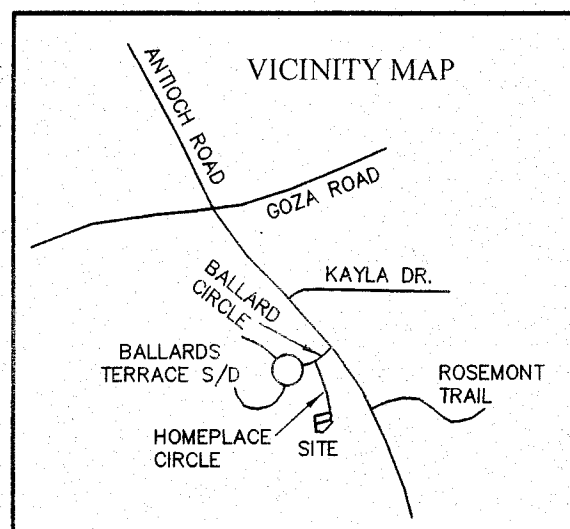 VICINITY MAP
ANTIOCH ROAD
GOZA ROAD
BALLARD
CIRCLE
KAYLA DR.
BALLARDS
TERRACE S/D
ROSEMONT
TRAIL
HOMEPLACE
CIRCLE
SITE